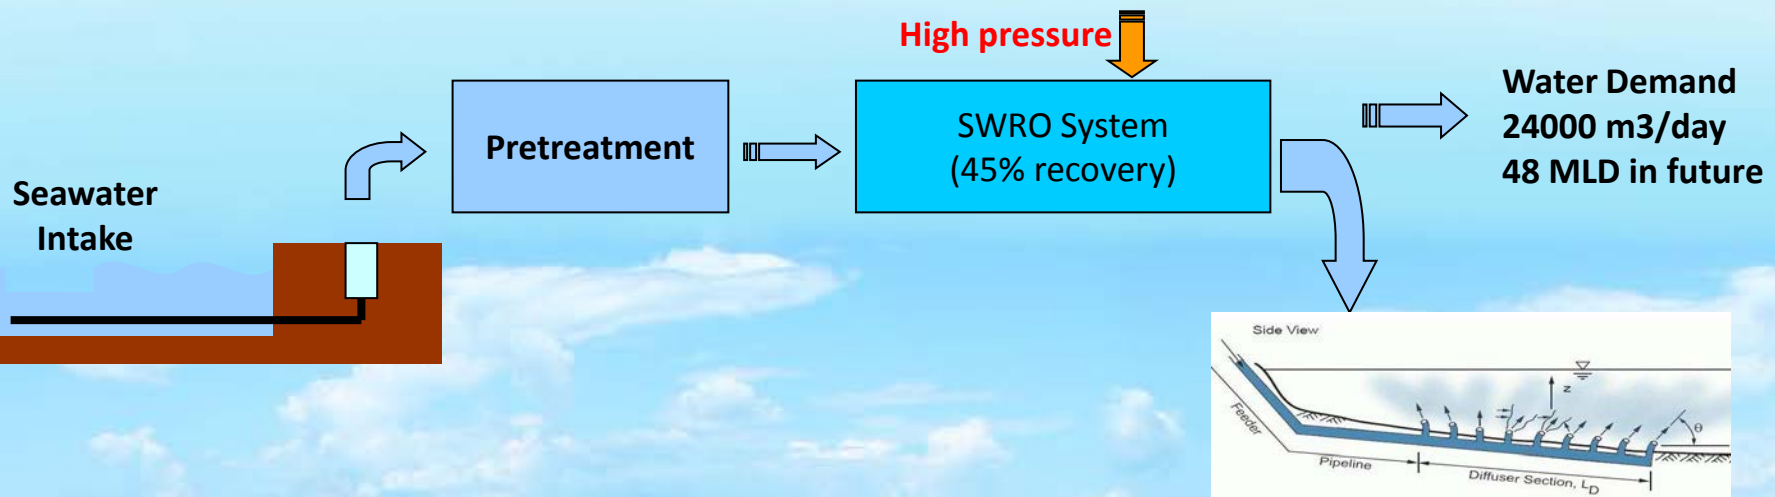 High pressure
Seawater
Intake
Pretreatment
SWRO System
(45% recovery)
Water Demand
24000 m3/day
48 MLD in future
Side View
z
θ
Feeder
Pipeline
Diffuser Section, LD